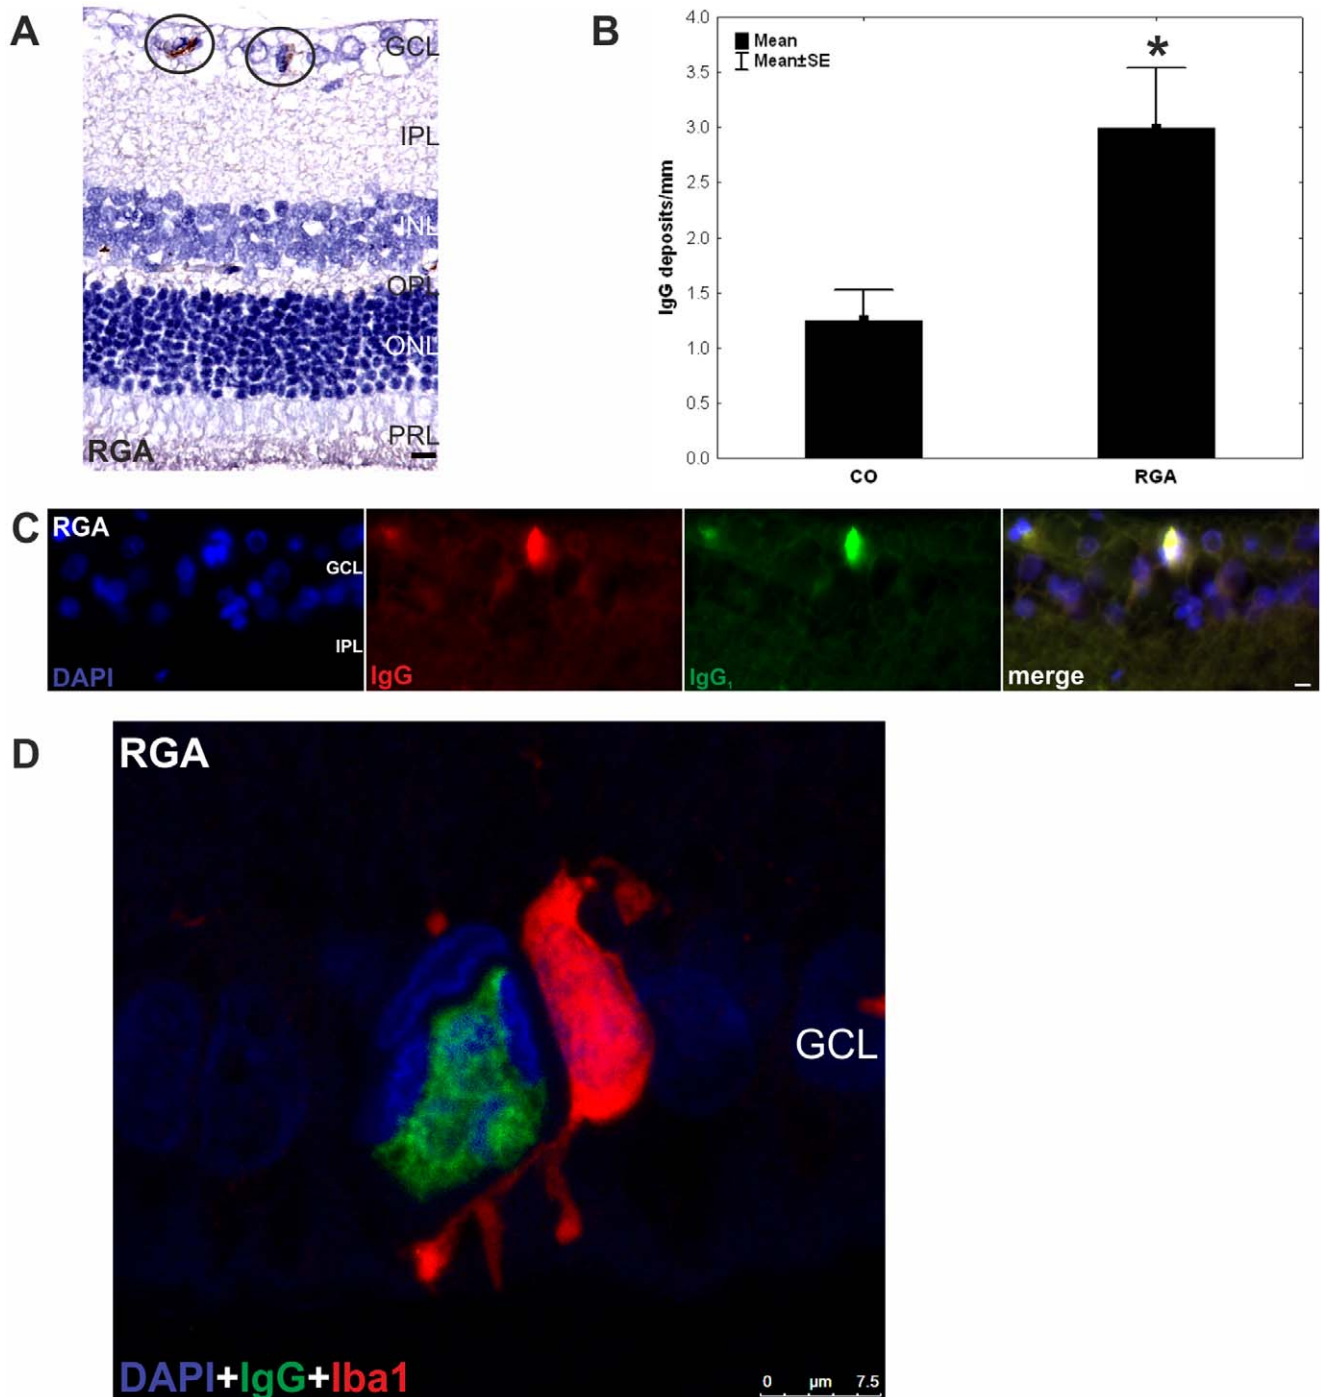 A
GCL
IPL
INL
OPL
ONL
PRL
RGA
B
Mean
Mean±SE
*
IgG deposits/mm
4.0
3.5
3.0
2.5
2.0
1.5
1.0
0.5
0.0
CO
RGA
C
RGA
GCL
IPL
DAPI
IgG
IgG₁
merge
D
RGA
GCL
DAPI+IgG+Iba1
0 µm 7.5